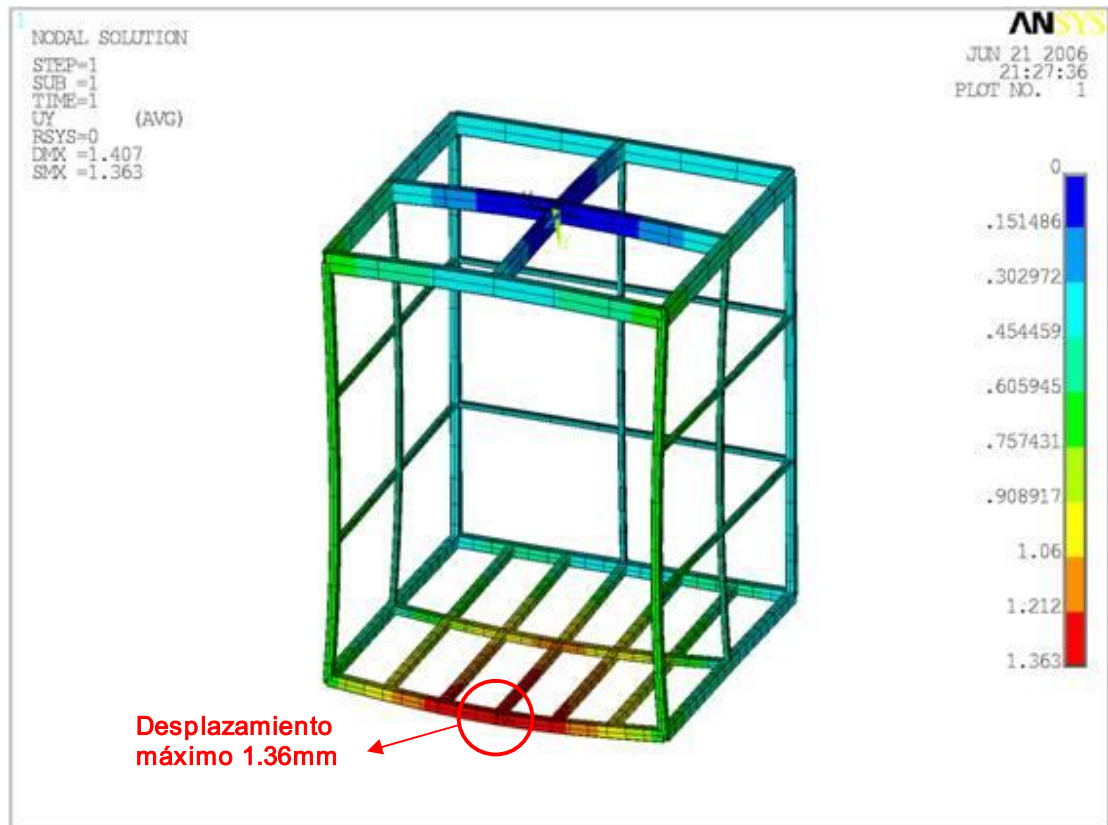 1
NODAL SOLUTION
STEP=1
SUB =1
TIME=1
UY (AVG)
RSYS=0
DMX =1.407
SMX =1.363
ANSYS
JUN 21 2006
21:27:36
PLOT NO. 1
0
.151486
.302972
.454459
.605945
.757431
.908917
1.06
1.212
1.363
Desplazamiento
máximo 1.36mm